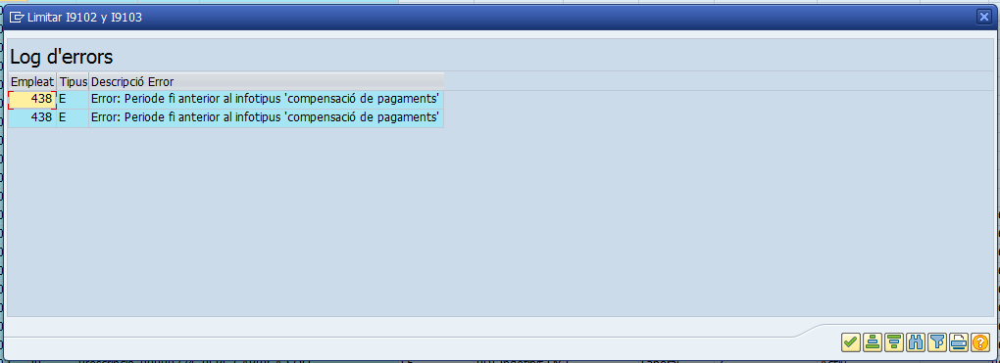 Limitar I9102 y I9103
Log d'errors
Empleat Tipus Descripció Error
438 E Error: Periode fi anterior al infotipus 'compensació de pagaments'
438 E Error: Periode fi anterior al infotipus 'compensació de pagaments'